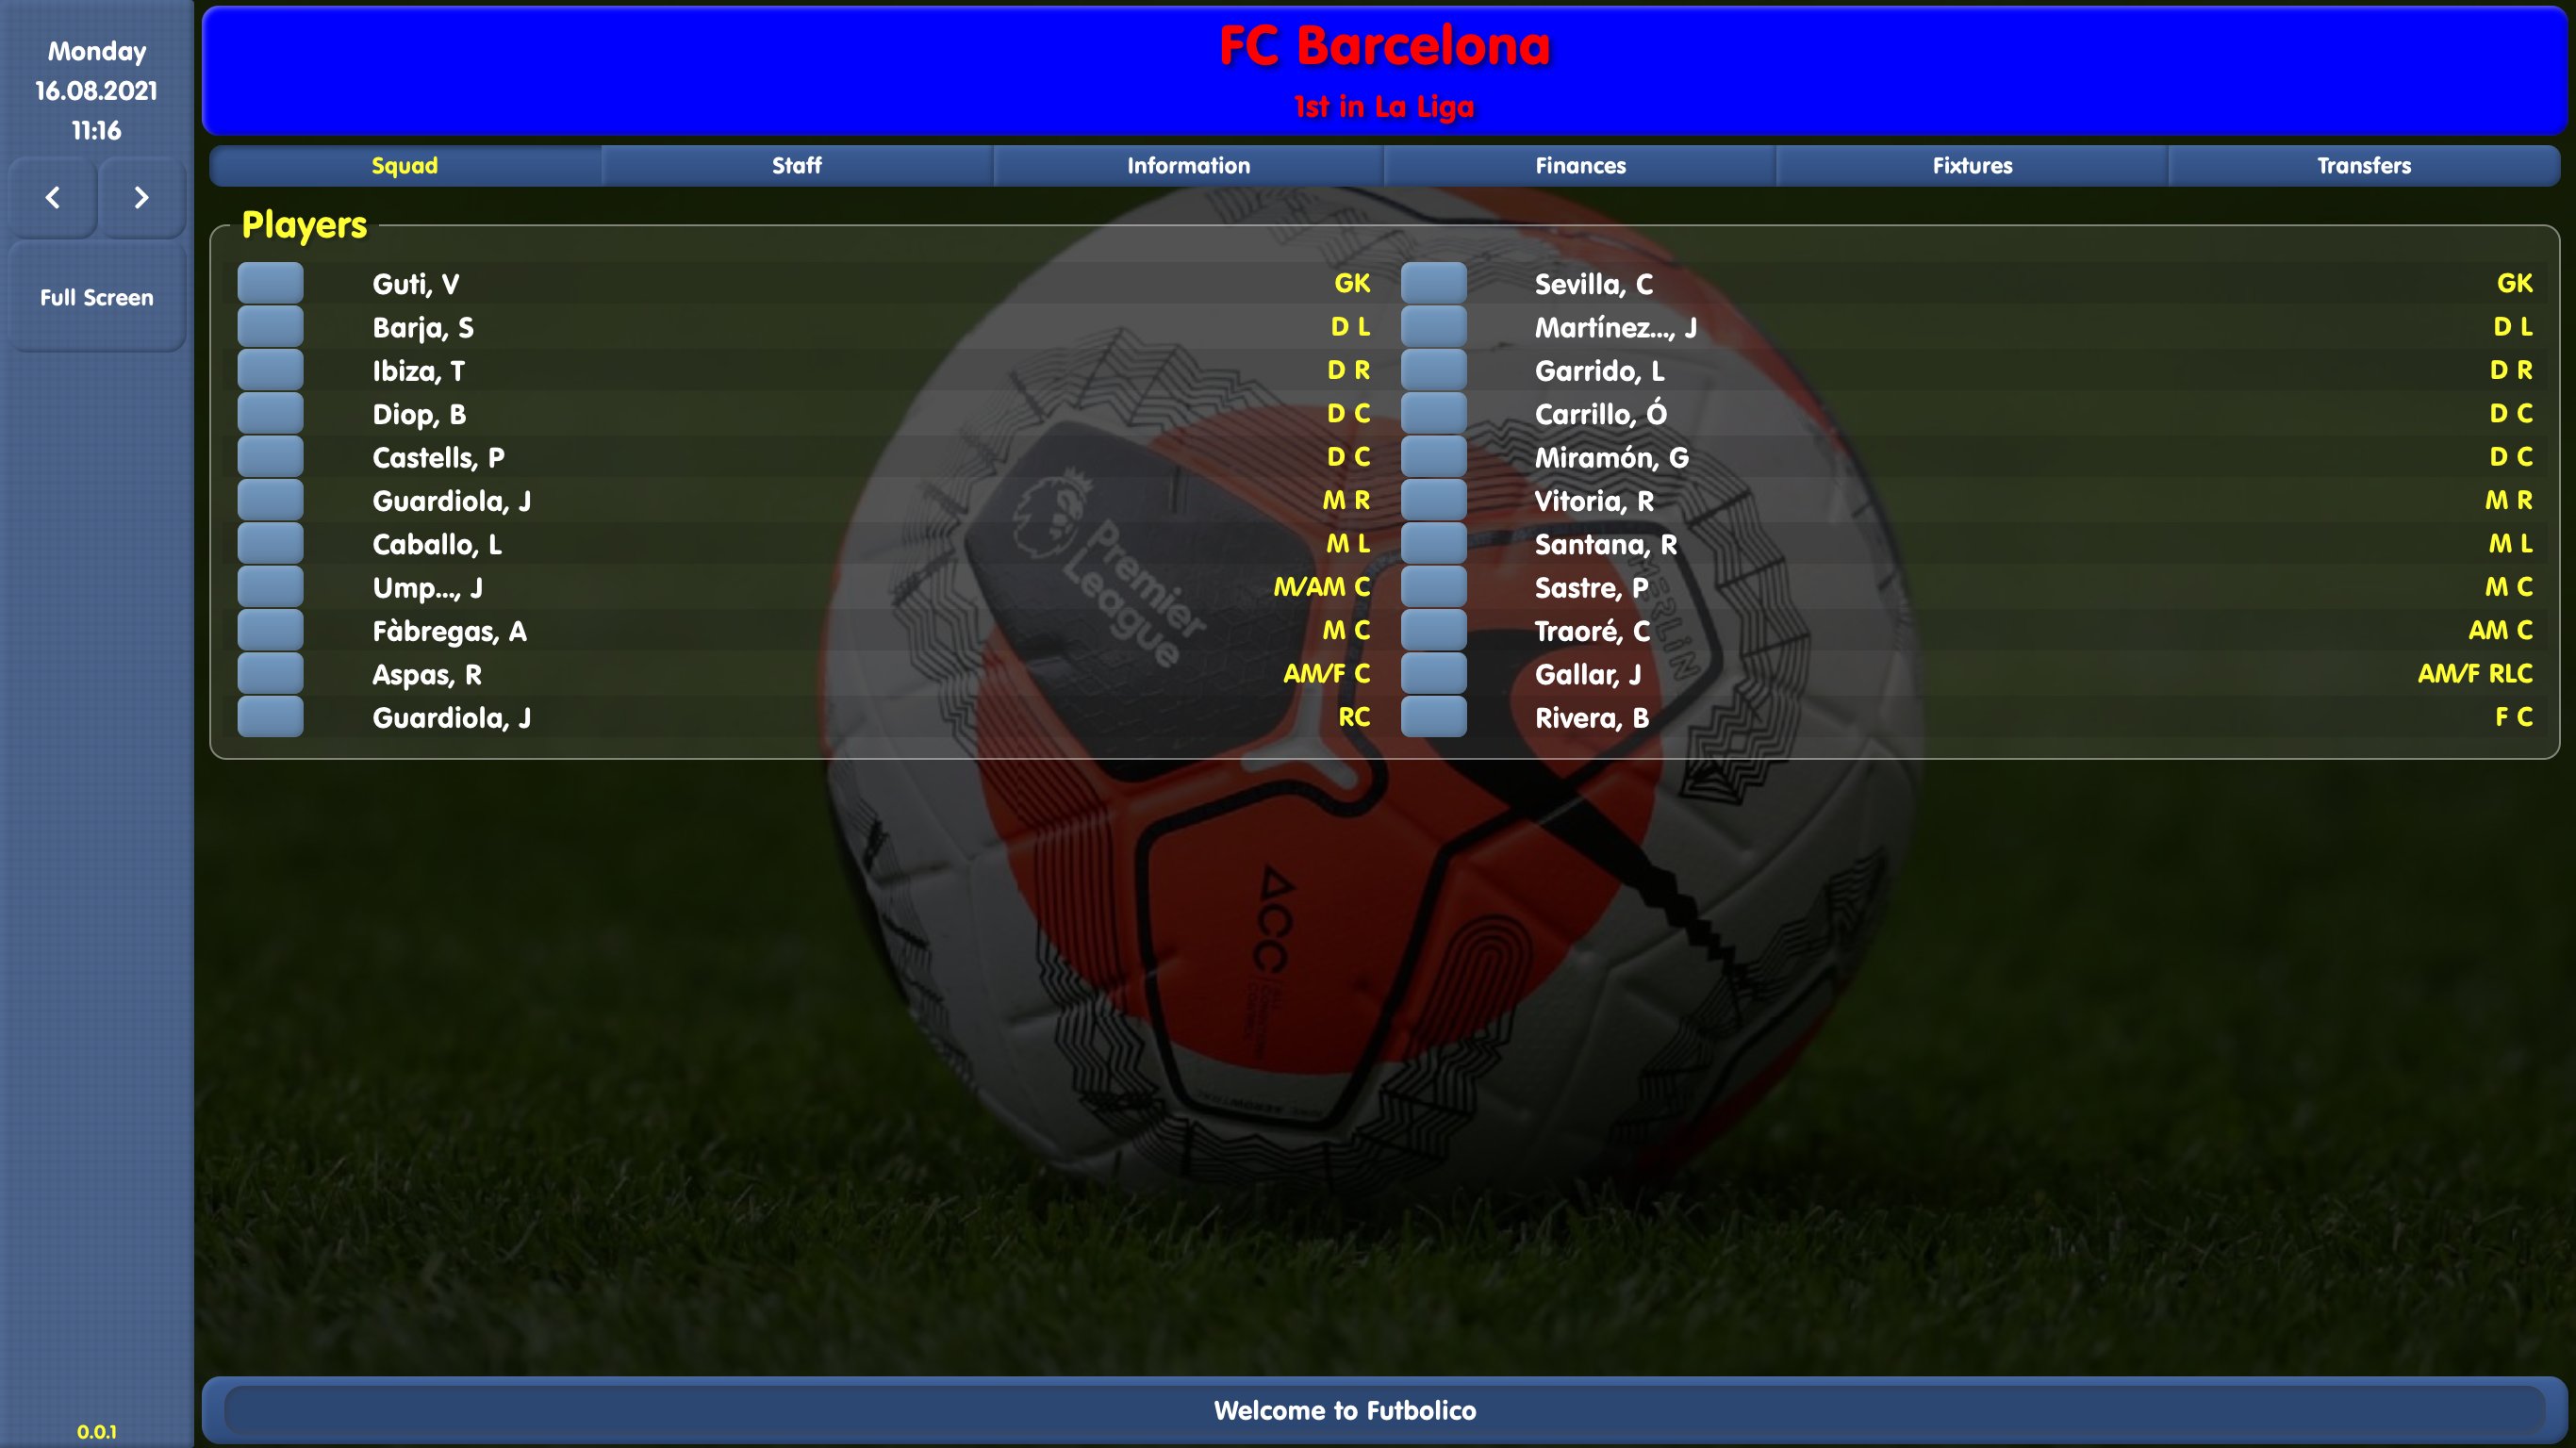 Monday
16.08.2021
11:16
Full Screen
0.0.1
FC Barcelona
1st in La Liga
Squad Staff Information Finances Fixtures Transfers
Players
Guti, V GK Sevilla, C GK
Barja, S D L Martínez..., J D L
Ibiza, T D R Garrido, L D R
Diop, B D C Carrillo, Ó D C
Castells, P D C Miramón, G D C
Guardiola, J M R Vitoria, R M R
Caballo, L M L Santana, R M L
Ump..., J M/AM C Sastre, P M C
Fàbregas, A M C Traoré, C AM C
Aspas, R AM/F C Gallar, J AM/F RLC
Guardiola, J RC Rivera, B F C
Premier
League
MERLIN
ACC
Welcome to Futbolico